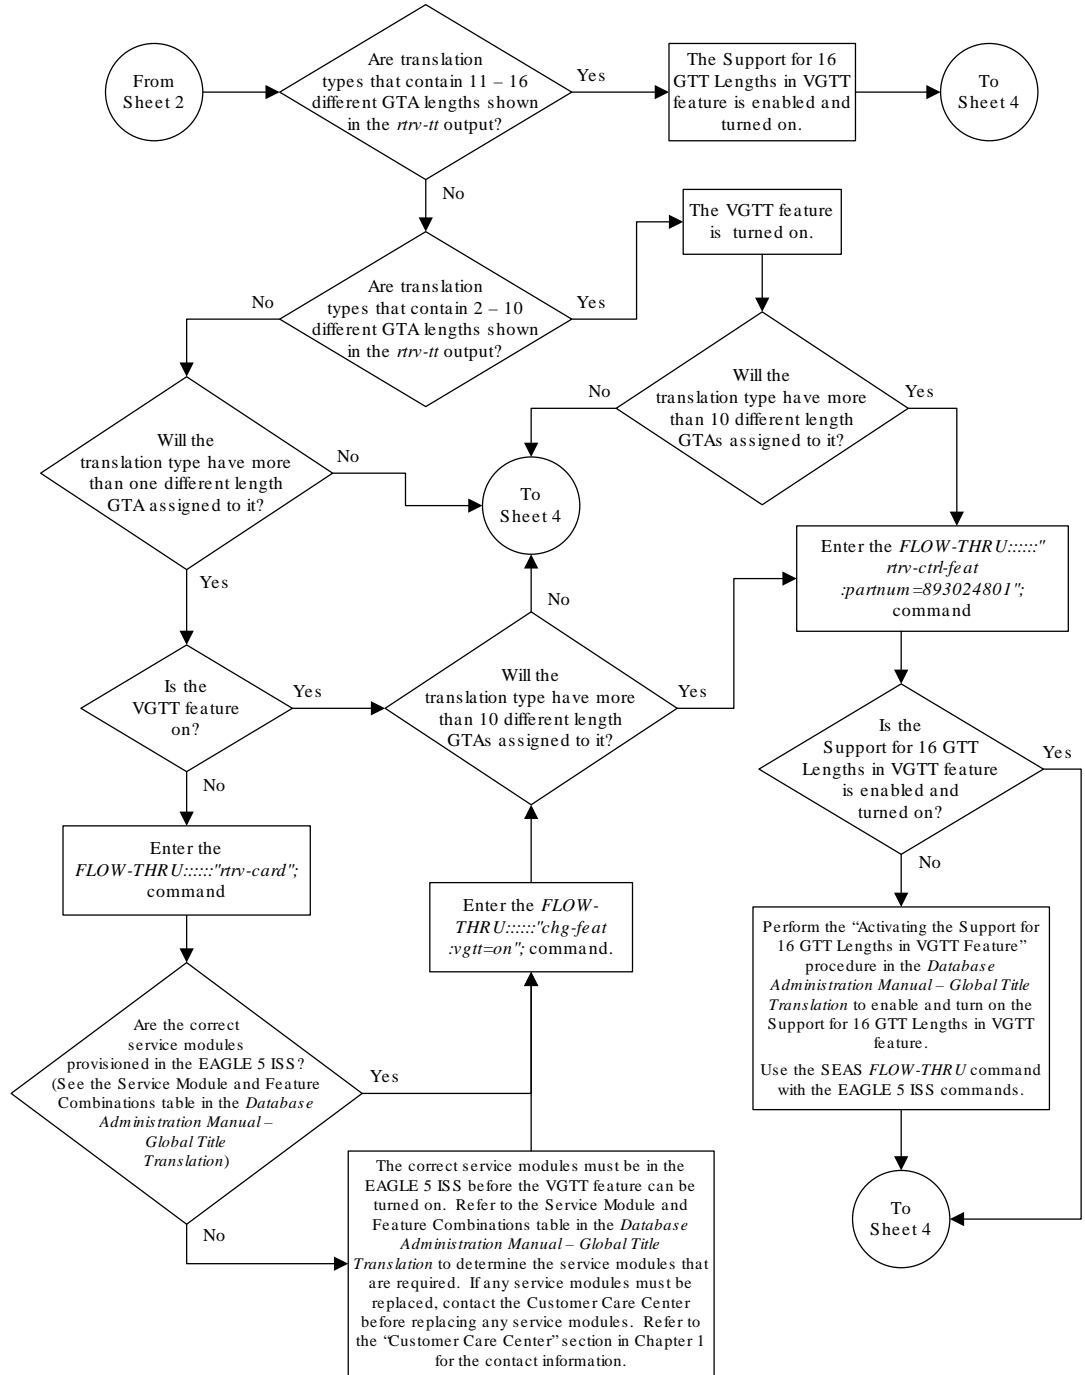 From
Sheet 2
Are translation
types that contain 11 – 16
different GTA lengths shown
in the rtrv-tt output?
Yes
The Support for 16
GTT Lengths in VGTT
feature is enabled and
turned on.
To
Sheet 4
No
The VGTT feature
is turned on.
Are translation
types that contain 2 – 10
different GTA lengths shown
in the rtrv-tt output?
No
Yes
Will the
translation type have more
than 10 different length
GTAs assigned to it?
No
Yes
Will the
translation type have more
than one different length
GTA assigned to it?
No
To
Sheet 4
Yes
Enter the FLOW-THRU::::::"
rtrv-ctrl-feat
:partnum=893024801";
command
No
Is the
VGTT feature
on?
Yes
Will the
translation type have more
than 10 different length
GTAs assigned to it?
Yes
Is the
Support for 16 GTT
Lengths in VGTT feature
is enabled and
turned on?
Yes
No
No
Enter the
FLOW-THRU::::::"rtrv-card";
command
Enter the FLOW-
THRU::::::"chg-feat
:vgtt=on"; command.
Perform the “Activating the Support for
16 GTT Lengths in VGTT Feature”
procedure in the Database
Administration Manual – Global Title
Translation to enable and turn on the
Support for 16 GTT Lengths in VGTT
feature.
Use the SEAS FLOW-THRU command
with the EAGLE 5 ISS commands.
Are the correct
service modules
provisioned in the EAGLE 5 ISS?
(See the Service Module and Feature
Combinations table in the Database
Administration Manual –
Global Title
Translation)
Yes
No
The correct service modules must be in the
EAGLE 5 ISS before the VGTT feature can be
turned on. Refer to the Service Module and
Feature Combinations table in the Database
Administration Manual – Global Title
Translation to determine the service modules that
are required. If any service modules must be
replaced, contact the Customer Care Center
before replacing any service modules. Refer to
the “Customer Care Center” section in Chapter 1
for the contact information.
To
Sheet 4